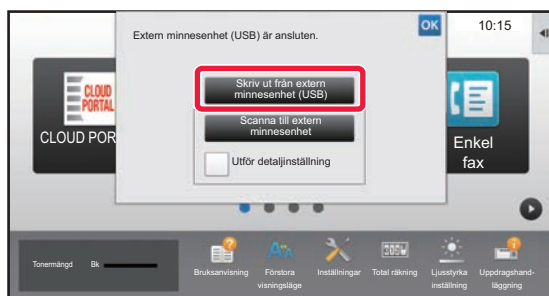 Extern minnesenhet (USB) är ansluten.
OK
10:15
Skriv ut från extern
minnesenhet (USB)
Scanna till extern
minnesenhet
Utför detaljinställning
CLOUD
PORTAL
CLOUD POR
Enkel
fax
Tonermängd
Bk
Bruksanvisning
Förstora
visningsläge
Inställningar
Total räkning
Ljusstyrka
inställning
Uppdragshand-
läggning